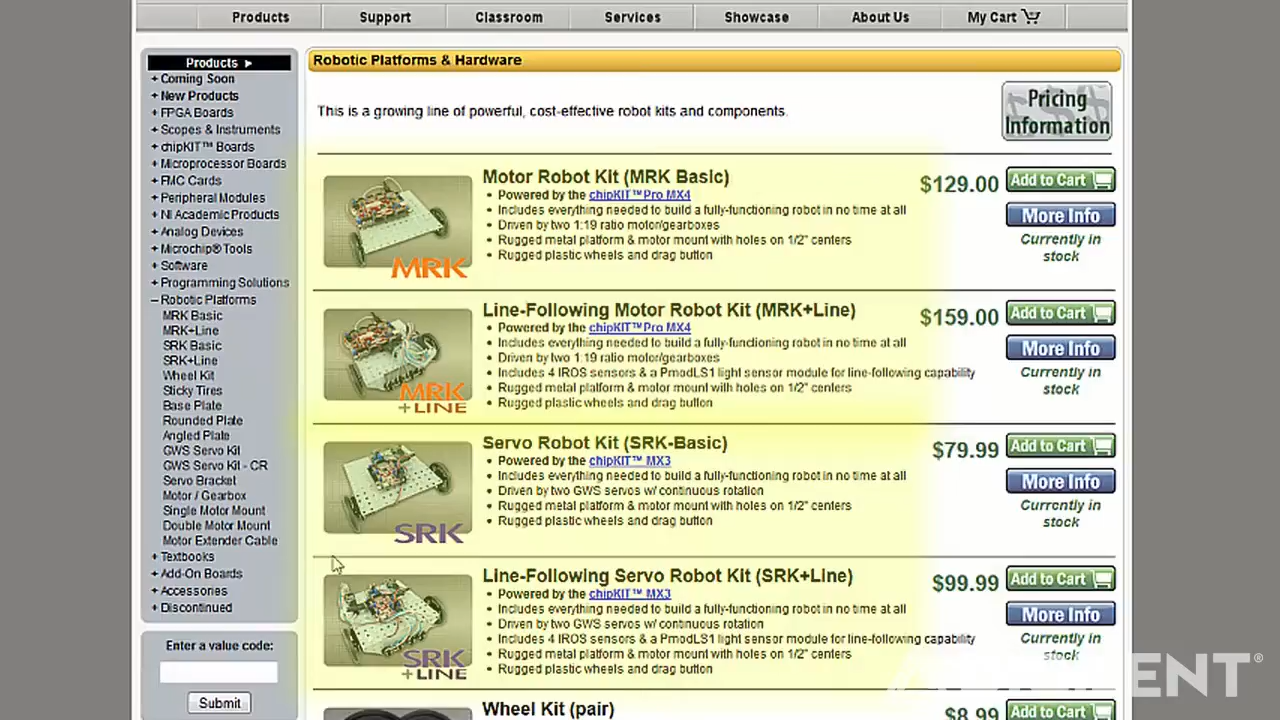 Products Support Classroom Services Showcase About Us My Cart
Products ►
+ Coming Soon
+ New Products
+ FPGA Boards
+ Scopes & Instruments
+ chipKIT™ Boards
+ Microprocessor Boards
+ FMC Cards
+ Peripheral Modules
+ NI Academic Products
+ Analog Devices
+ Microchip® Tools
+ Software
+ Programming Solutions
– Robotic Platforms
MRK Basic
MRK+Line
SRK Basic
SRK+Line
Wheel Kit
Sticky Tires
Base Plate
Rounded Plate
Angled Plate
GWS Servo Kit
GWS Servo Kit - CR
Servo Bracket
Motor / Gearbox
Single Motor Mount
Double Motor Mount
Motor Extender Cable
+ Textbooks
+ Add-On Boards
+ Accessories
+ Discontinued
Enter a value code:
Submit
Robotic Platforms & Hardware
This is a growing line of powerful, cost-effective robot kits and components.
Pricing
Information
Motor Robot Kit (MRK Basic)
• Powered by the chipKIT™Pro MX4
• Includes everything needed to build a fully-functioning robot in no time at all
• Driven by two 1:19 ratio motor/gearboxes
• Rugged metal platform & motor mount with holes on 1/2" centers
• Rugged plastic wheels and drag button
MRK
$129.00
Add to Cart
More Info
Currently in
stock
Line-Following Motor Robot Kit (MRK+Line)
• Powered by the chipKIT™Pro MX4
• Includes everything needed to build a fully-functioning robot in no time at all
• Driven by two 1:19 ratio motor/gearboxes
• Includes 4 IROS sensors & a PmodLS1 light sensor module for line-following capability
• Rugged metal platform & motor mount with holes on 1/2" centers
• Rugged plastic wheels and drag button
MRK
+LINE
$159.00
Add to Cart
More Info
Currently in
stock
Servo Robot Kit (SRK-Basic)
• Powered by the chipKIT™ MX3
• Includes everything needed to build a fully-functioning robot in no time at all
• Driven by two GWS servos w/ continuous rotation
• Rugged metal platform & motor mount with holes on 1/2" centers
• Rugged plastic wheels and drag button
SRK
$79.99
Add to Cart
More Info
Currently in
stock
Line-Following Servo Robot Kit (SRK+Line)
• Powered by the chipKIT™ MX3
• Includes everything needed to build a fully-functioning robot in no time at all
• Driven by two GWS servos w/ continuous rotation
• Includes 4 IROS sensors & a PmodLS1 light sensor module for line-following capability
• Rugged metal platform & motor mount with holes on 1/2" centers
• Rugged plastic wheels and drag button
SRK
+LINE
$99.99
Add to Cart
More Info
Currently in
stock
Wheel Kit (pair)
$8.99
Add to Cart